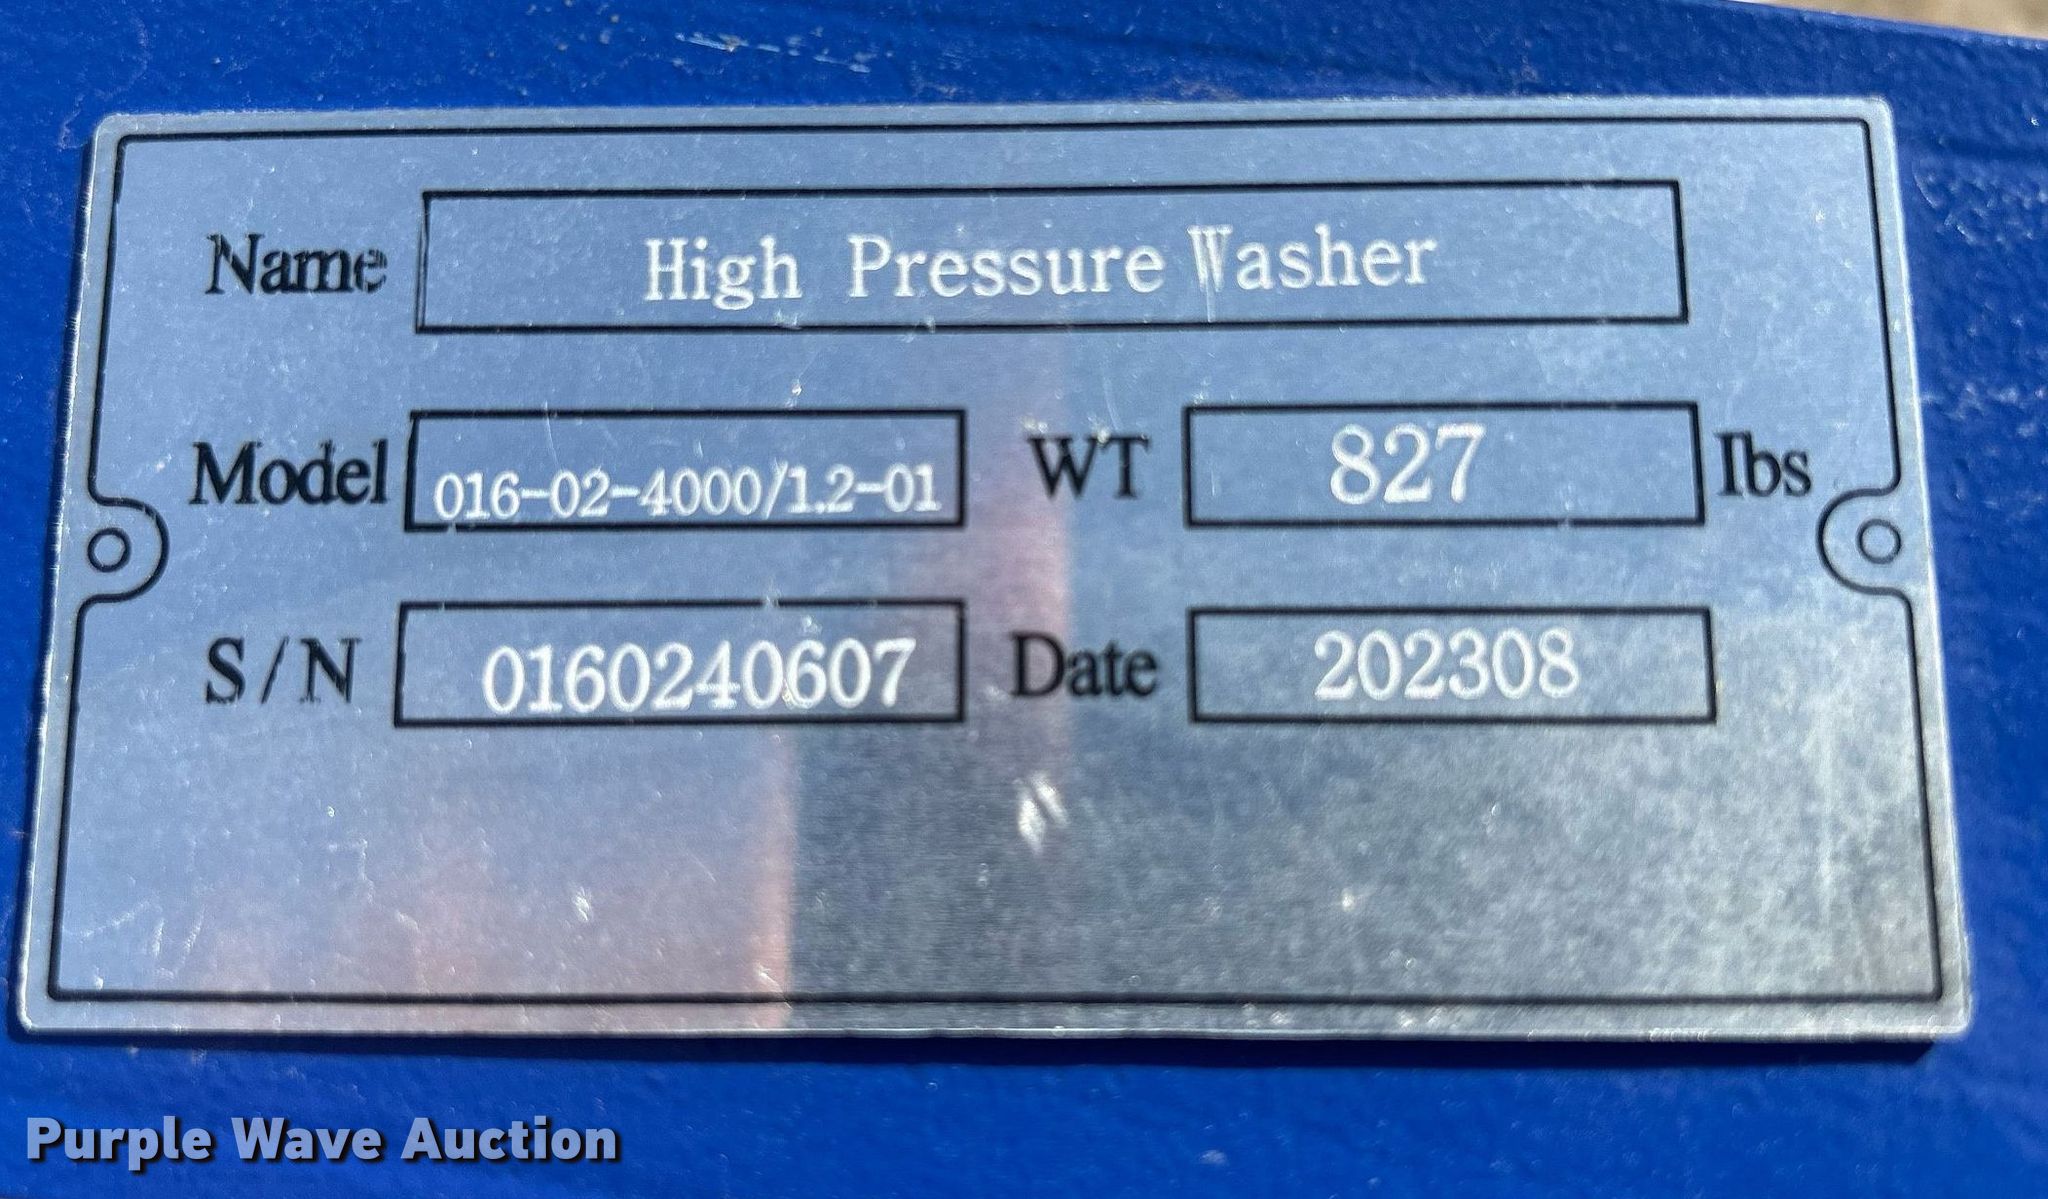 Name High Pressure Washer
Model 016-02-4000/1.2-01 WT 827 Ibs
S/N 0160240607 Date 202308
Purple Wave Auction